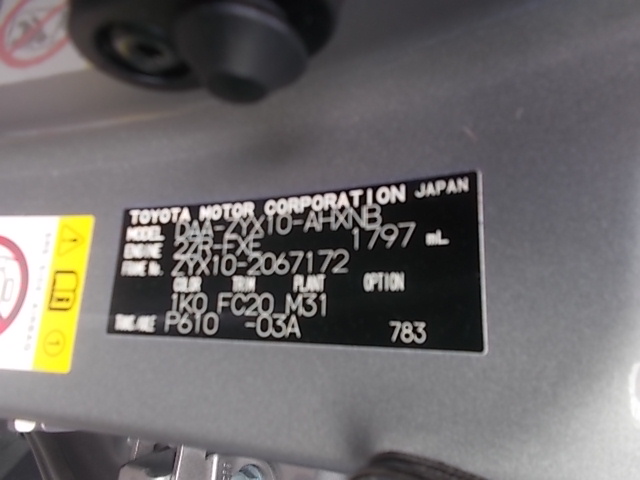 TOYOTA MOTOR CORPORATION JAPAN
MODEL DAA-ZYX10-AHXNB
ENGINE 2ZR-FXE 1797 mL
FRAME No. ZYX10-2067172
COLOR TRIM PLANT OPTION
1K0 FC20 M31
TRANS/AXLE P610 -03A 783